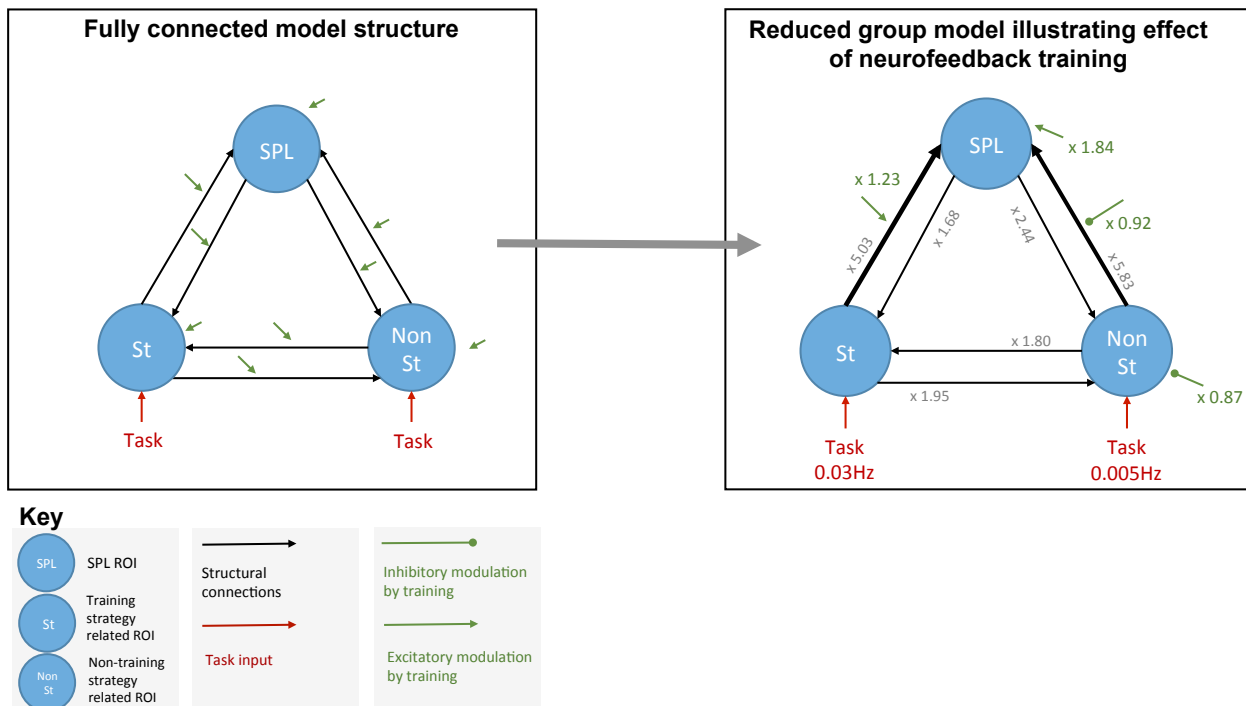 Fully connected model structure
SPL
St
Non
St
Task
Task
Reduced group model illustrating effect
of neurofeedback training
SPL
x 1.84
x 1.23
x 0.92
x 5.03
x 1.68
x 2.44
x 5.83
St
Non
St
x 1.80
x 1.95
x 0.87
Task
0.03Hz
Task
0.005Hz
Key
SPL
SPL ROI
St
Training
strategy
related ROI
Non
St
Non-training
strategy
related ROI
Structural
connections
Task input
Inhibitory modulation
by training
Excitatory modulation
by training